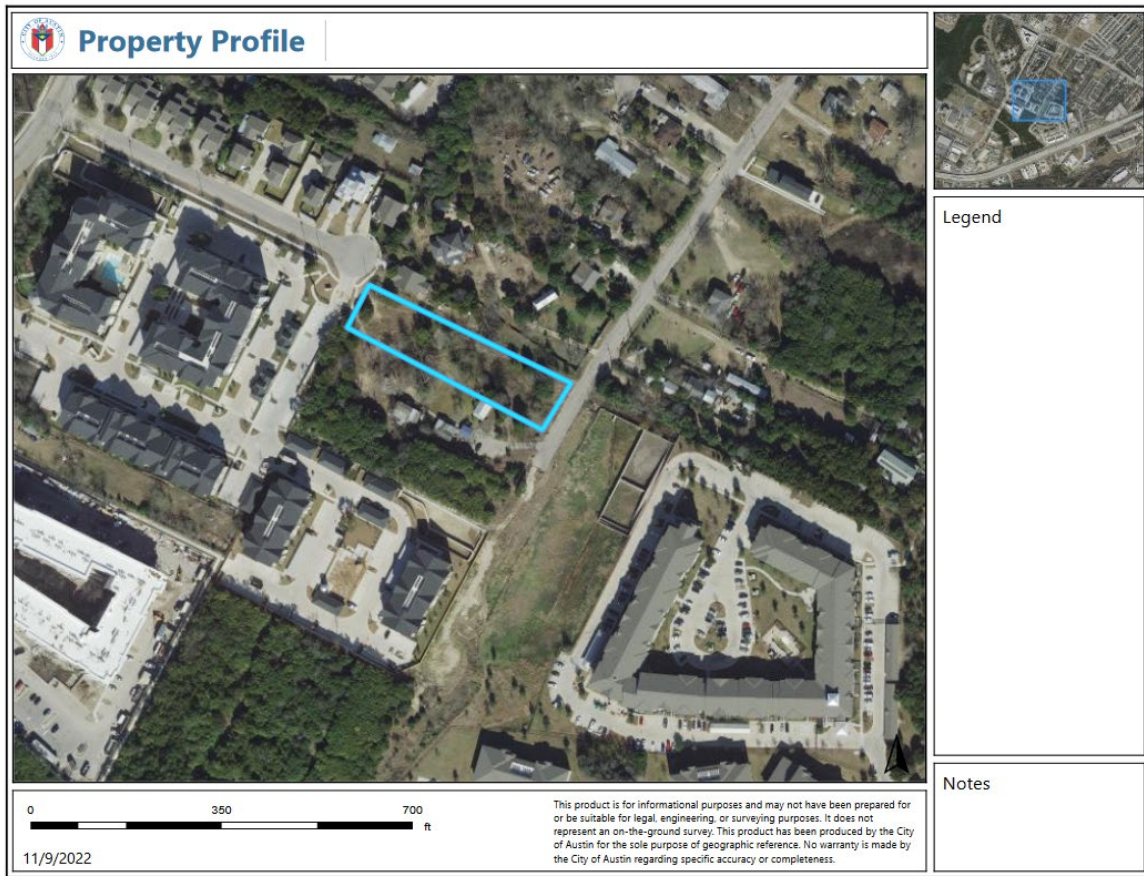 Property Profile
Legend
Notes
0 350 700
ft
11/9/2022
This product is for informational purposes and may not have been prepared for
or be suitable for legal, engineering, or surveying purposes. It does not
represent an on-the-ground survey. This product has been produced by the City
of Austin for the sole purpose of geographic reference. No warranty is made by
the City of Austin regarding specific accuracy or completeness.